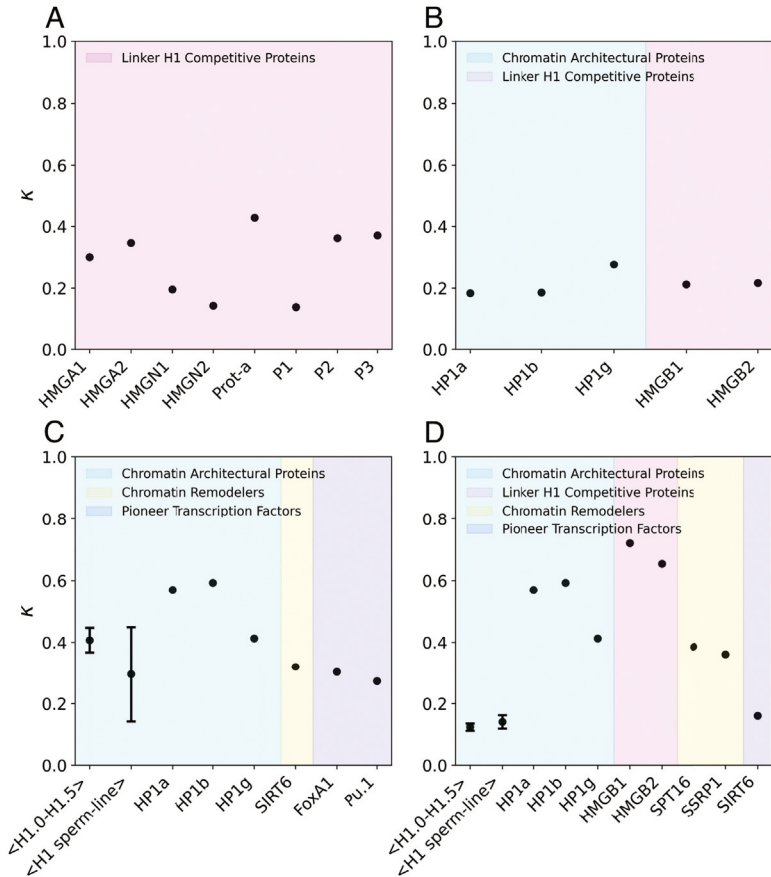 A
Linker H1 Competitive Proteins
1.0
0.8
0.6
0.4
0.2
0.0
κ
HMGA1
HMGA2
HMGN1
HMGN2
Prot-a
P1
P2
P3
B
Chromatin Architectural Proteins
Linker H1 Competitive Proteins
1.0
0.8
0.6
0.4
0.2
0.0
HP1a
HP1b
HP1g
HMGB1
HMGB2
C
Chromatin Architectural Proteins
Chromatin Remodelers
Pioneer Transcription Factors
1.0
0.8
0.6
0.4
0.2
0.0
κ
<H1.0-H1.5>
<H1 sperm-line>
HP1a
HP1b
HP1g
SIRT6
FoxA1
Pu.1
D
Chromatin Architectural Proteins
Linker H1 Competitive Proteins
Chromatin Remodelers
Pioneer Transcription Factors
1.0
0.8
0.6
0.4
0.2
0.0
<H1.0-H1.5>
<H1 sperm-line>
HP1a
HP1b
HP1g
HMGB1
HMGB2
SPT16
SSRP1
SIRT6